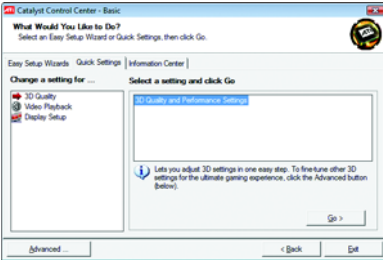 ATI
Catalyst Control Center - Basic
What Would You Like to Do?
Select an Easy Setup Wizard or Quick Settings, then click Go.
ATI
Easy Setup Wizards Quick Settings Information Center
Change a setting for ...
3D Quality
Video Playback
Display Setup
Select a setting and click Go
3D Quality and Performance Settings
Lets you adjust 3D settings in one easy step. To fine-tune other 3D
settings for the ultimate gaming experience, click the Advanced button
(below).
Go >
Advanced ...
< Back
Exit